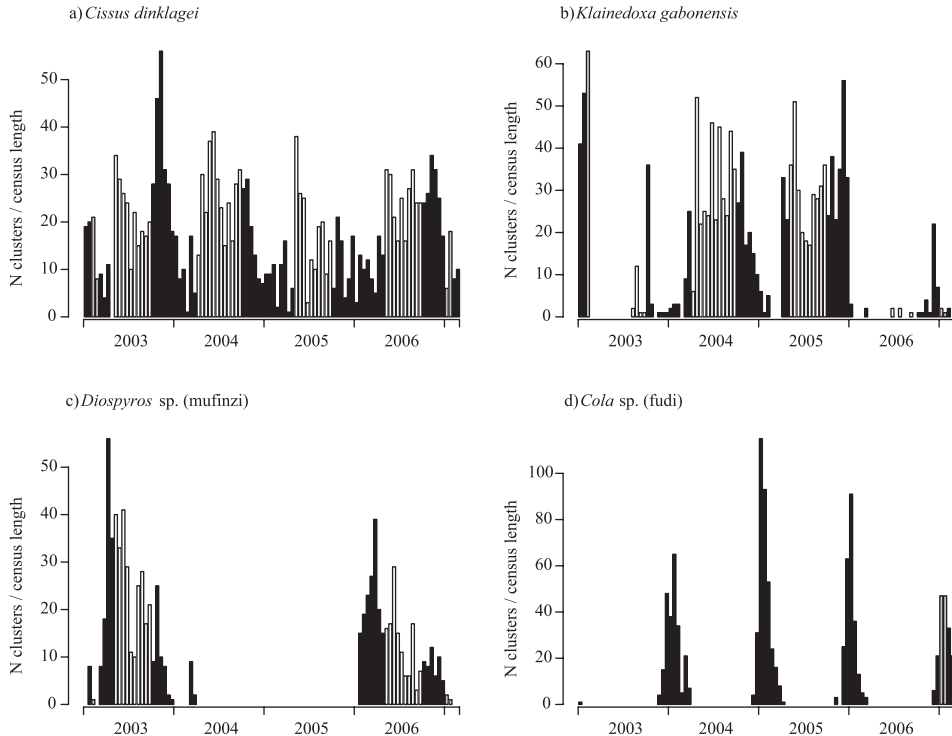 a) Cissus dinklagei
N clusters / census length
50
40
30
20
10
0
2003 2004 2005 2006
b) Klainedoxa gabonensis
N clusters / census length
60
50
40
30
20
10
0
2003 2004 2005 2006
c) Diospyros sp. (mufinzi)
N clusters / census length
50
40
30
20
10
0
2003 2004 2005 2006
d) Cola sp. (fudi)
N clusters / census length
100
80
60
40
20
0
2003 2004 2005 2006